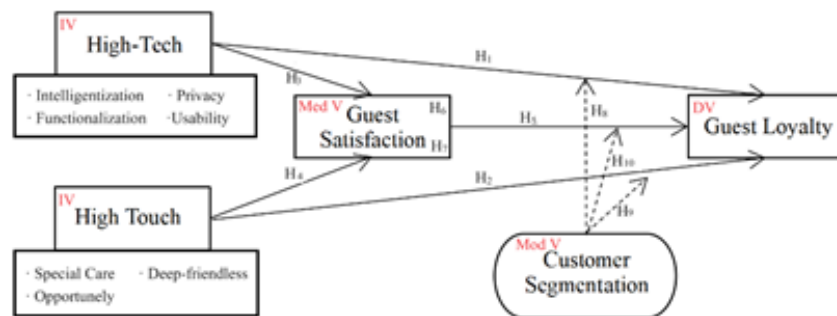 IV
High-Tech
· Intelligentization · Privacy
· Functionalization · Usability
H₁
H₃
Med V
Guest
Satisfaction
H₆
H₇
H₅
H₈
H₁₀
DV
Guest Loyalty
H₄
H₂
H₉
IV
High Touch
· Special Care · Deep-friendless
· Opportunely
Mod V
Customer
Segmentation